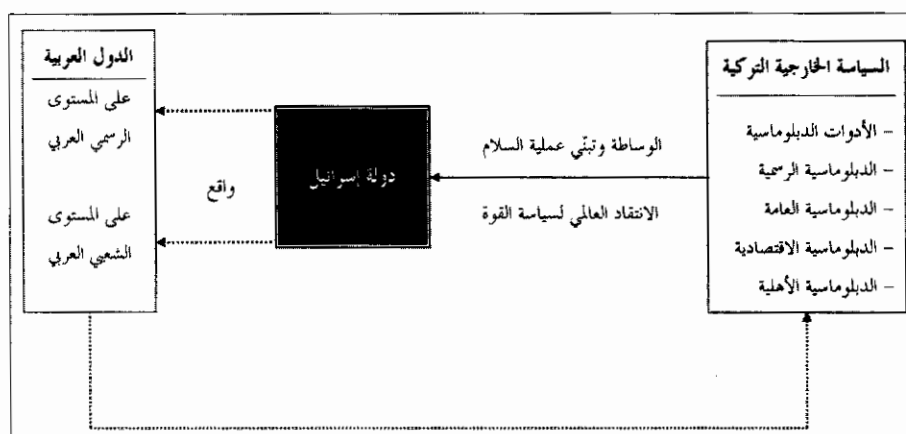 السياسة الخارجية التركية
– الأدوات الدبلوماسية
– الدبلوماسية الرسمية
– الدبلوماسية العامة
– الدبلوماسية الاقتصادية
– الدبلوماسية الأهلية
الوساطة وتبنّي عملية السلام
الانتقاد العالمي لسياسة القوة
دولة إسرائيل
واقع
الدول العربية
على المستوى
الرسمي العربي
على المستوى
الشعبي العربي